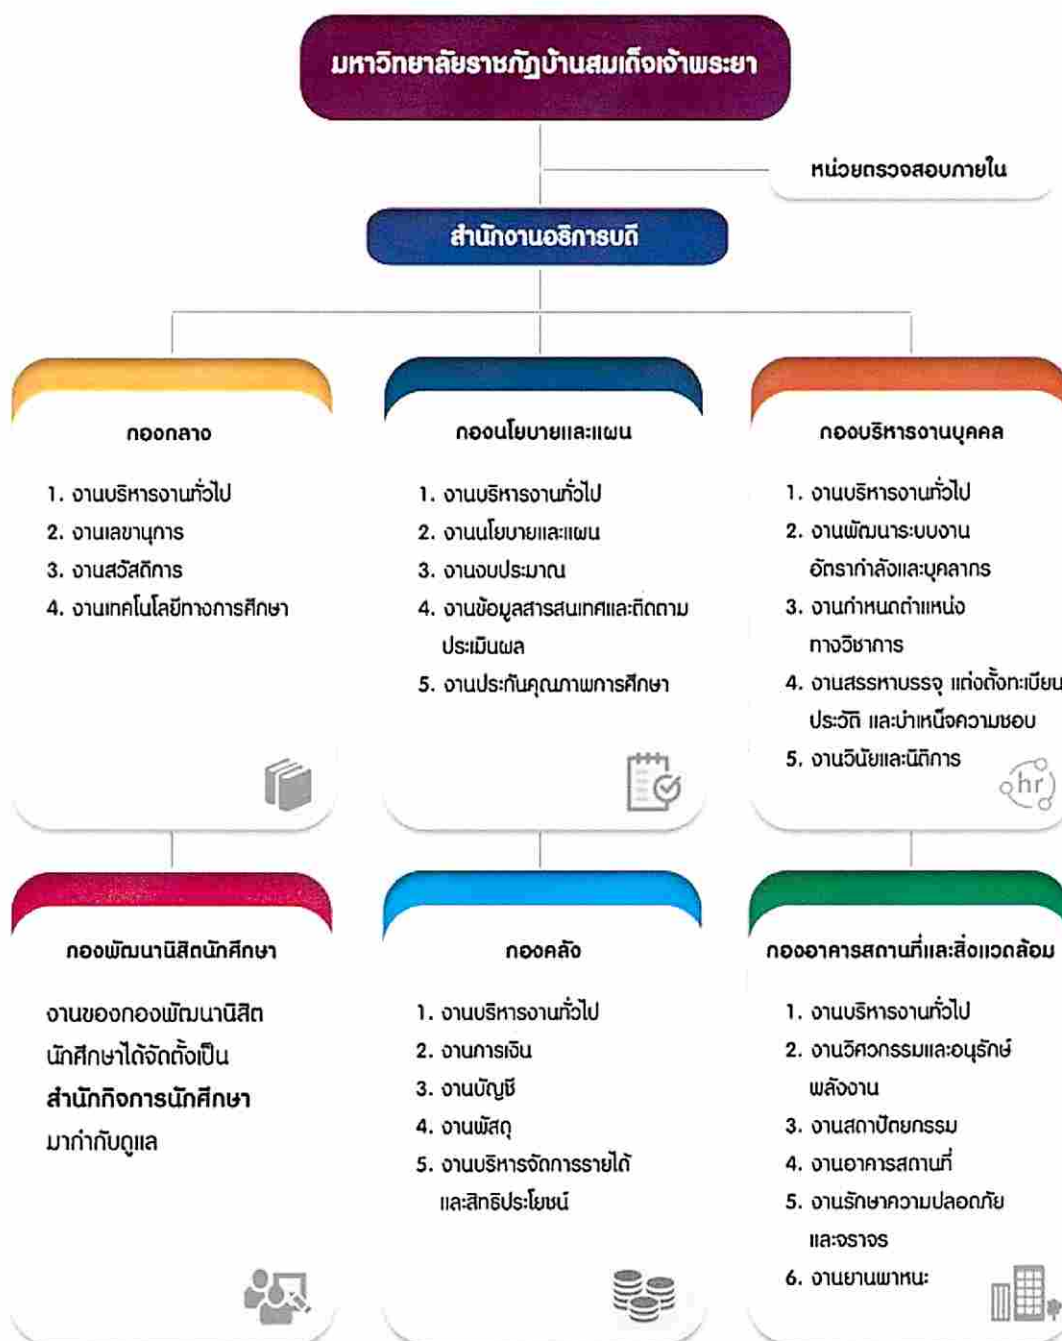 มหาวิทยาลัยราชภัฏบ้านสมเด็จเจ้าพระยา
หน่วยตรวจสอบภายใน
สำนักงานอธิการบดี
กองกลาง
1. งานบริหารงานทั่วไป
2. งานเลขานุการ
3. งานสวัสดิการ
4. งานเทคโนโลยีทางการศึกษา
กองนโยบายและแผน
1. งานบริหารงานทั่วไป
2. งานนโยบายและแผน
3. งานงบประมาณ
4. งานข้อมูลสารสนเทศและติดตาม
ประเมินผล
5. งานประกันคุณภาพการศึกษา
กองบริหารงานบุคคล
1. งานบริหารงานทั่วไป
2. งานพัฒนาระบบงาน
อัตรากำลังและบุคลากร
3. งานกำหนดตำแหน่ง
ทางวิชาการ
4. งานสรรหาบรรจุ แต่งตั้งทะเบียน
ประวัติ และบำเหน็จความชอบ
5. งานวินัยและนิติการ
hr
กองพัฒนานิสิตนักศึกษา
งานของกองพัฒนานิสิต
นักศึกษาได้จัดตั้งเป็น
สำนักกิจการนักศึกษา
มากำกับดูแล
กองคลัง
1. งานบริหารงานทั่วไป
2. งานการเงิน
3. งานบัญชี
4. งานพัสดุ
5. งานบริหารจัดการรายได้
และสิทธิประโยชน์
กองอาคารสถานที่และสิ่งแวดล้อม
1. งานบริหารงานทั่วไป
2. งานวิศวกรรมและอนุรักษ์
พลังงาน
3. งานสถาปัตยกรรม
4. งานอาคารสถานที่
5. งานรักษาความปลอดภัย
และจราจร
6. งานยานพาหนะ